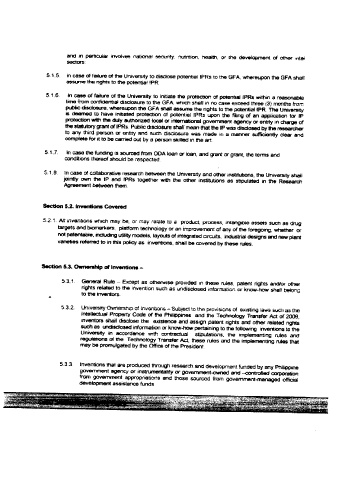 and in particular involves national security, nutrition, health, or the development of other vital
sectors.
5.1.5. In case of failure of the University to disclose potential IPRs to the GFA, whereupon the GFA shall
assume the rights to the potential IPR.
5.1.6. In case of failure of the University to initiate the protection of potential IPRs within a reasonable
time from confidential disclosure to the GFA, which shall in no case exceed three (3) months from
public disclosure, whereupon the GFA shall assume the rights to the potential IPR. The University
is deemed to have initiated protection of potential IPRs upon the filing of an application for IP
protection with the duly authorized local or international government agency or entity in charge of
the statutory grant of IPRs. Public disclosure shall mean that the IP was disclosed by the researcher
to any third person or entity and such disclosure was made in a manner sufficiently clear and
complete for it to be carried out by a person skilled in the art.
5.1.7. In case the funding is sourced from ODA loan or loan, and grant or grant, the terms and
conditions thereof should be respected.
5.1.8. In case of collaborative research between the University and other institutions, the University shall
jointly own the IP and IPRs together with the other institutions as stipulated in the Research
Agreement between them.
Section 5.2. Inventions Covered
5.2.1. All inventions which may be, or may relate to a product, process, intangible assets such as drug
targets and biomarkers, platform technology or an improvement of any of the foregoing, whether or
not patentable, including utility models, layouts of integrated circuits, industrial designs and new plant
varieties referred to in this policy as inventions, shall be covered by these rules.
Section 5.3. Ownership of Inventions –
5.3.1. General Rule – Except as otherwise provided in these rules, patent rights and/or other
rights related to the invention such as undisclosed information or know-how shall belong
to the inventors.
5.3.2. University Ownership of Inventions – Subject to the provisions of existing laws such as the
Intellectual Property Code of the Philippines and the Technology Transfer Act of 2009,
inventors shall disclose the existence and assign patent rights and other related rights
such as undisclosed information or know-how pertaining to the following inventions to the
University in accordance with contractual stipulations, the implementing rules and
regulations of the Technology Transfer Act, these rules and the implementing rules that
may be promulgated by the Office of the President:
5.3.3 Inventions that are produced through research and development funded by any Philippine
government agency or instrumentality or government-owned and -controlled corporation
from government appropriations and those sourced from government-managed official
development assistance funds.